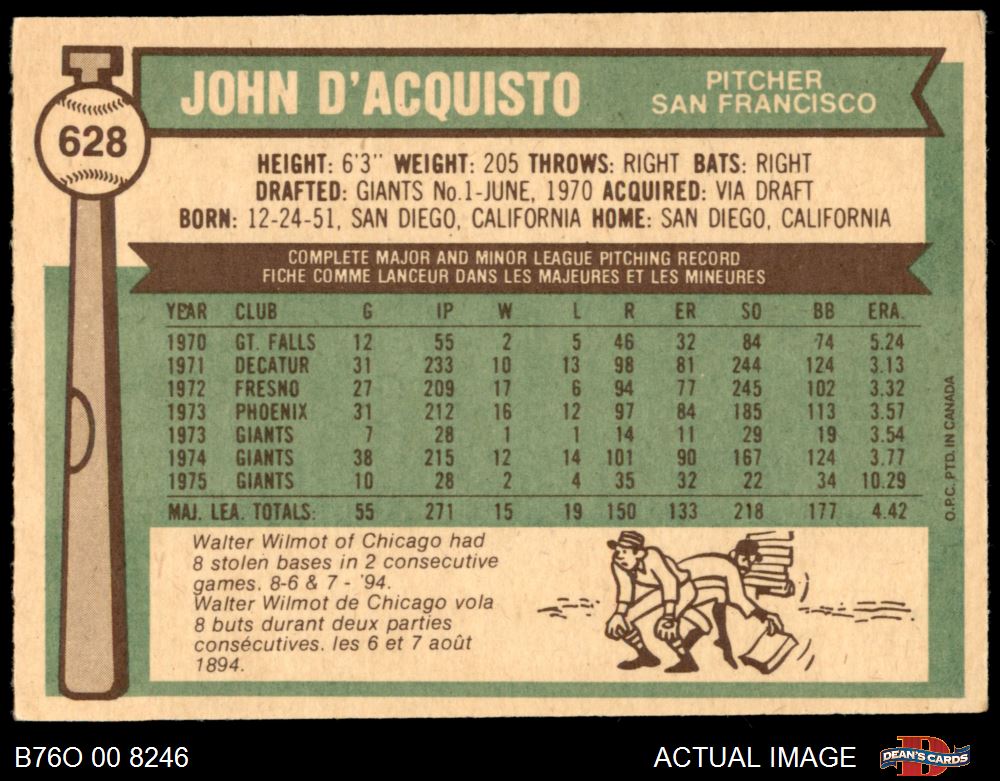 628
JOHN D'ACQUISTO
PITCHER
SAN FRANCISCO
HEIGHT: 6'3" WEIGHT: 205 THROWS: RIGHT BATS: RIGHT
DRAFTED: GIANTS No.1-JUNE, 1970 ACQUIRED: VIA DRAFT
BORN: 12-24-51, SAN DIEGO, CALIFORNIA HOME: SAN DIEGO, CALIFORNIA
COMPLETE MAJOR AND MINOR LEAGUE PITCHING RECORD
FICHE COMME LANCEUR DANS LES MAJEURES ET LES MINEURES
YEAR CLUB G IP W L R ER SO BB ERA.
1970 GT. FALLS 12 55 2 5 46 32 84 74 5.24
1971 DECATUR 31 233 10 13 98 81 244 124 3.13
1972 FRESNO 27 209 17 6 94 77 245 102 3.32
1973 PHOENIX 31 212 16 12 97 84 185 113 3.57
1973 GIANTS 7 28 1 1 14 11 29 19 3.54
1974 GIANTS 38 215 12 14 101 90 167 124 3.77
1975 GIANTS 10 28 2 4 35 32 22 34 10.29
MAJ. LEA. TOTALS: 55 271 15 19 150 133 218 177 4.42
O.P.C. PTD. IN CANADA
Walter Wilmot of Chicago had
8 stolen bases in 2 consecutive
games. 8-6 & 7 - '94.
Walter Wilmot de Chicago vola
8 buts durant deux parties
consécutives. les 6 et 7 août
1894.
B76O 00 8246
ACTUAL IMAGE
DEAN'S CARDS